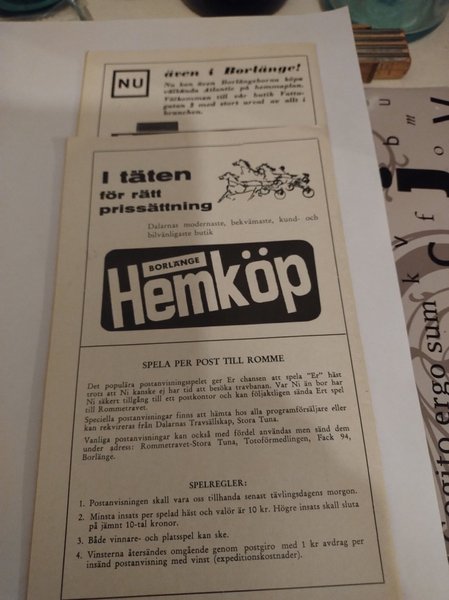 NU
även i Borlänge!
Nu kan även Borlängeborna köpa
välkända Atlantic på hemmaplan.
Välkommen till vår butik Vattu-
gatan 2 med stort urval av allt i
branchen.
I täten
för rätt
prissättning
Dalarnas modernaste, bekvämaste, kund- och
bilvänligaste butik
BORLÄNGE
Hemköp
SPELA PER POST TILL ROMME
Det populära postanvisningsspelet ger Er chansen att spela "Er" häst
trots att Ni kanske ej har tid att besöka travbanan. Var Ni än bor har
Ni säkert tillgång till ett postkontor och kan följaktligen sända Ert spel
till Rommetravet.
Speciella postanvisningar finns att hämta hos alla programförsäljare eller
kan rekvireras från Dalarnas Travsällskap, Stora Tuna.
Vanliga postanvisningar kan också med fördel användas men sänd dem
under adress: Rommetravet-Stora Tuna, Totoförmedlingen, Fack 94,
Borlänge.
SPELREGLER:
1. Postanvisningen skall vara oss tillhanda senast tävlingsdagens morgon.
2. Minsta insats per spelad häst och valör är 10 kr. Högre insats skall sluta
på jämnt 10-tal kronor.
3. Både vinnare- och platsspel kan ske.
4. Vinsterna återsändes omgående genom postgiro med 1 kr avdrag per
insänd postanvisning med vinst (expeditionskostnader).
u
b
m
o
V
J
f
v
k
c
Cogito ergo sum